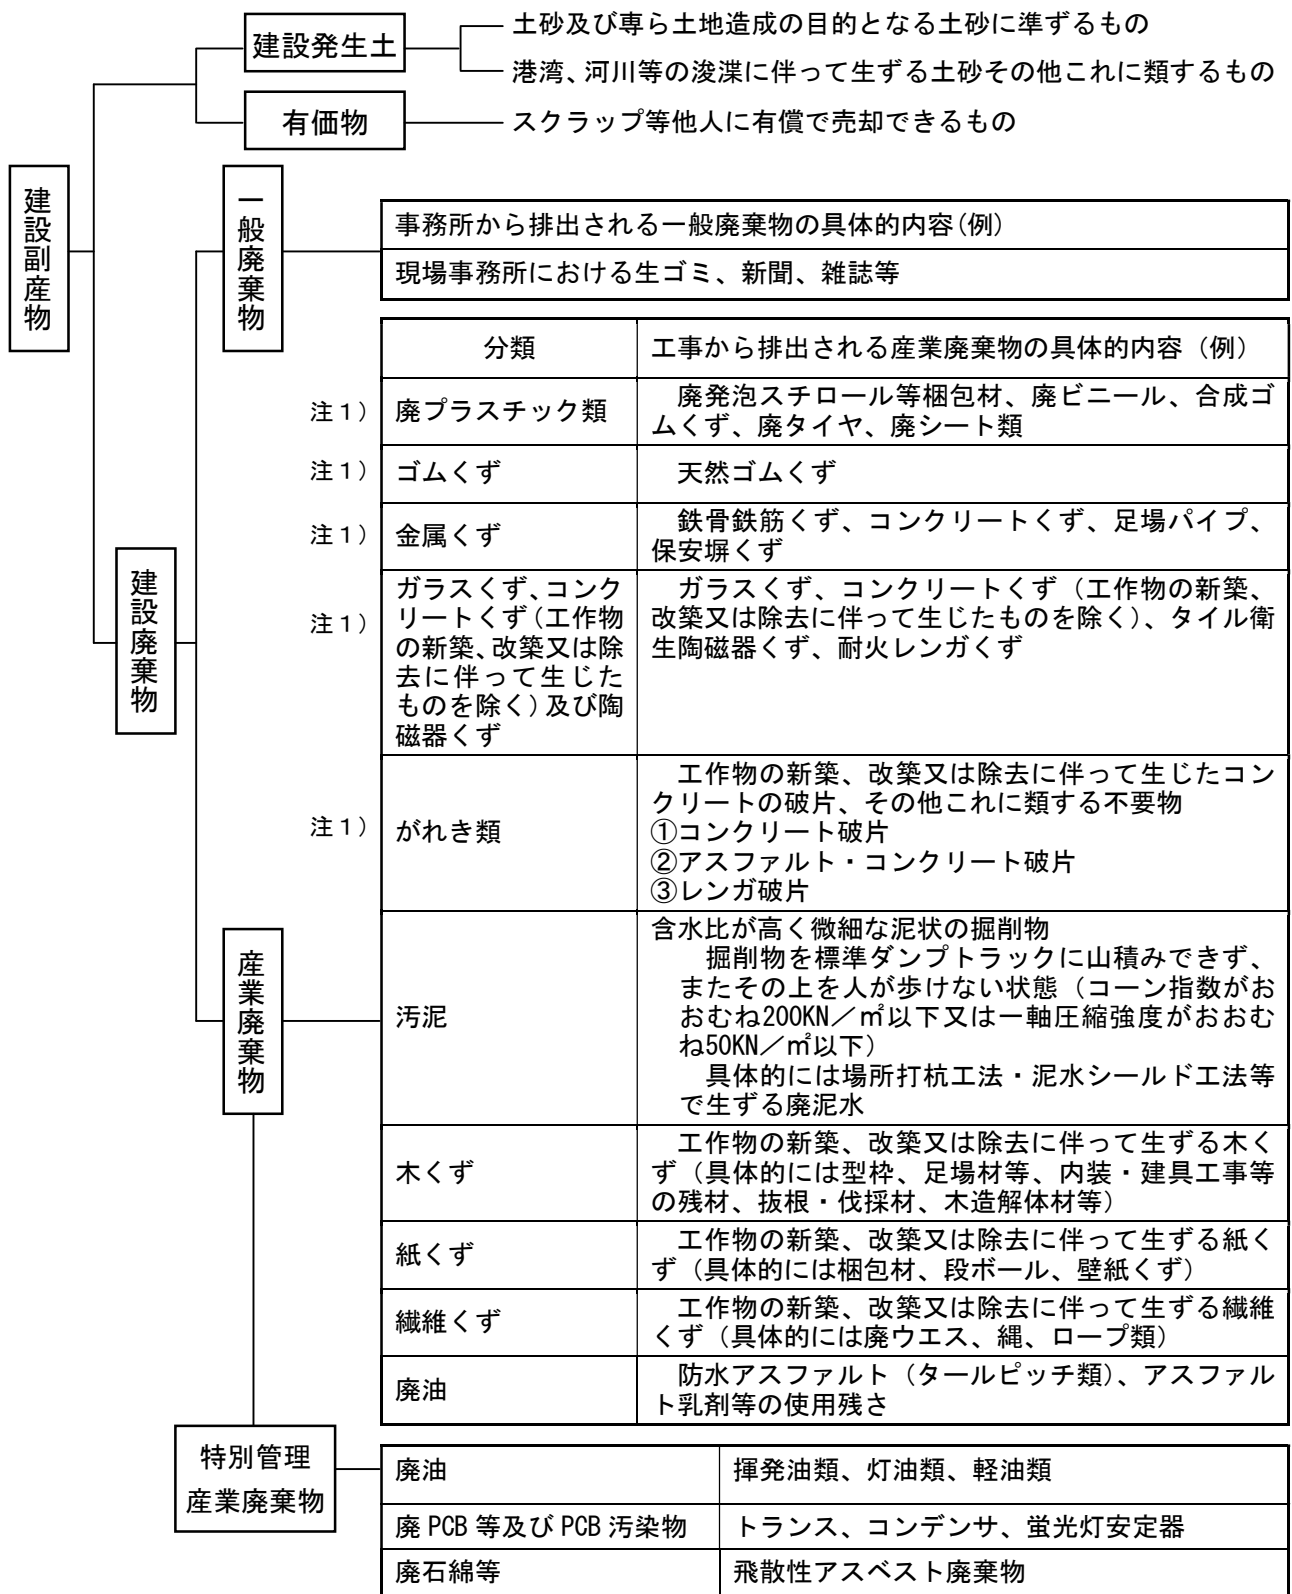 建設発生土
土砂及び専ら土地造成の目的となる土砂に準ずるもの
港湾、河川等の浚渫に伴って生ずる土砂その他これに類するもの
有価物
スクラップ等他人に有償で売却できるもの
建設副産物
一般廃棄物
事務所から排出される一般廃棄物の具体的内容(例)
現場事務所における生ゴミ、新聞、雑誌等
建設廃棄物
分類
工事から排出される産業廃棄物の具体的内容（例）
注１）
廃プラスチック類
廃発泡スチロール等梱包材、廃ビニール、合成ゴ
ムくず、廃タイヤ、廃シート類
注１）
ゴムくず
天然ゴムくず
注１）
金属くず
鉄骨鉄筋くず、コンクリートくず、足場パイプ、
保安塀くず
注１）
ガラスくず、コンク
リートくず(工作物
の新築、改築又は除
去に伴って生じた
ものを除く)及び陶
磁器くず
ガラスくず、コンクリートくず（工作物の新築、
改築又は除去に伴って生じたものを除く)、タイル衛
生陶磁器くず、耐火レンガくず
注１）
がれき類
工作物の新築、改築又は除去に伴って生じたコン
クリートの破片、その他これに類する不要物
①コンクリート破片
②アスファルト・コンクリート破片
③レンガ破片
産業廃棄物
汚泥
含水比が高く微細な泥状の掘削物
掘削物を標準ダンプトラックに山積みできず、
またその上を人が歩けない状態（コーン指数がお
おむね200KN／㎡以下又は一軸圧縮強度がおおむ
ね50KN／㎡以下）
具体的には場所打杭工法・泥水シールド工法等
で生ずる廃泥水
木くず
工作物の新築、改築又は除去に伴って生ずる木く
ず（具体的には型枠、足場材等、内装・建具工事等
の残材、抜根・伐採材、木造解体材等）
紙くず
工作物の新築、改築又は除去に伴って生ずる紙く
ず（具体的には梱包材、段ボール、壁紙くず）
繊維くず
工作物の新築、改築又は除去に伴って生ずる繊維
くず（具体的には廃ウエス、縄、ロープ類）
廃油
防水アスファルト（タールピッチ類)、アスファル
ト乳剤等の使用残さ
特別管理
産業廃棄物
廃油
揮発油類、灯油類、軽油類
廃 PCB 等及び PCB 汚染物
トランス、コンデンサ、蛍光灯安定器
廃石綿等
飛散性アスベスト廃棄物